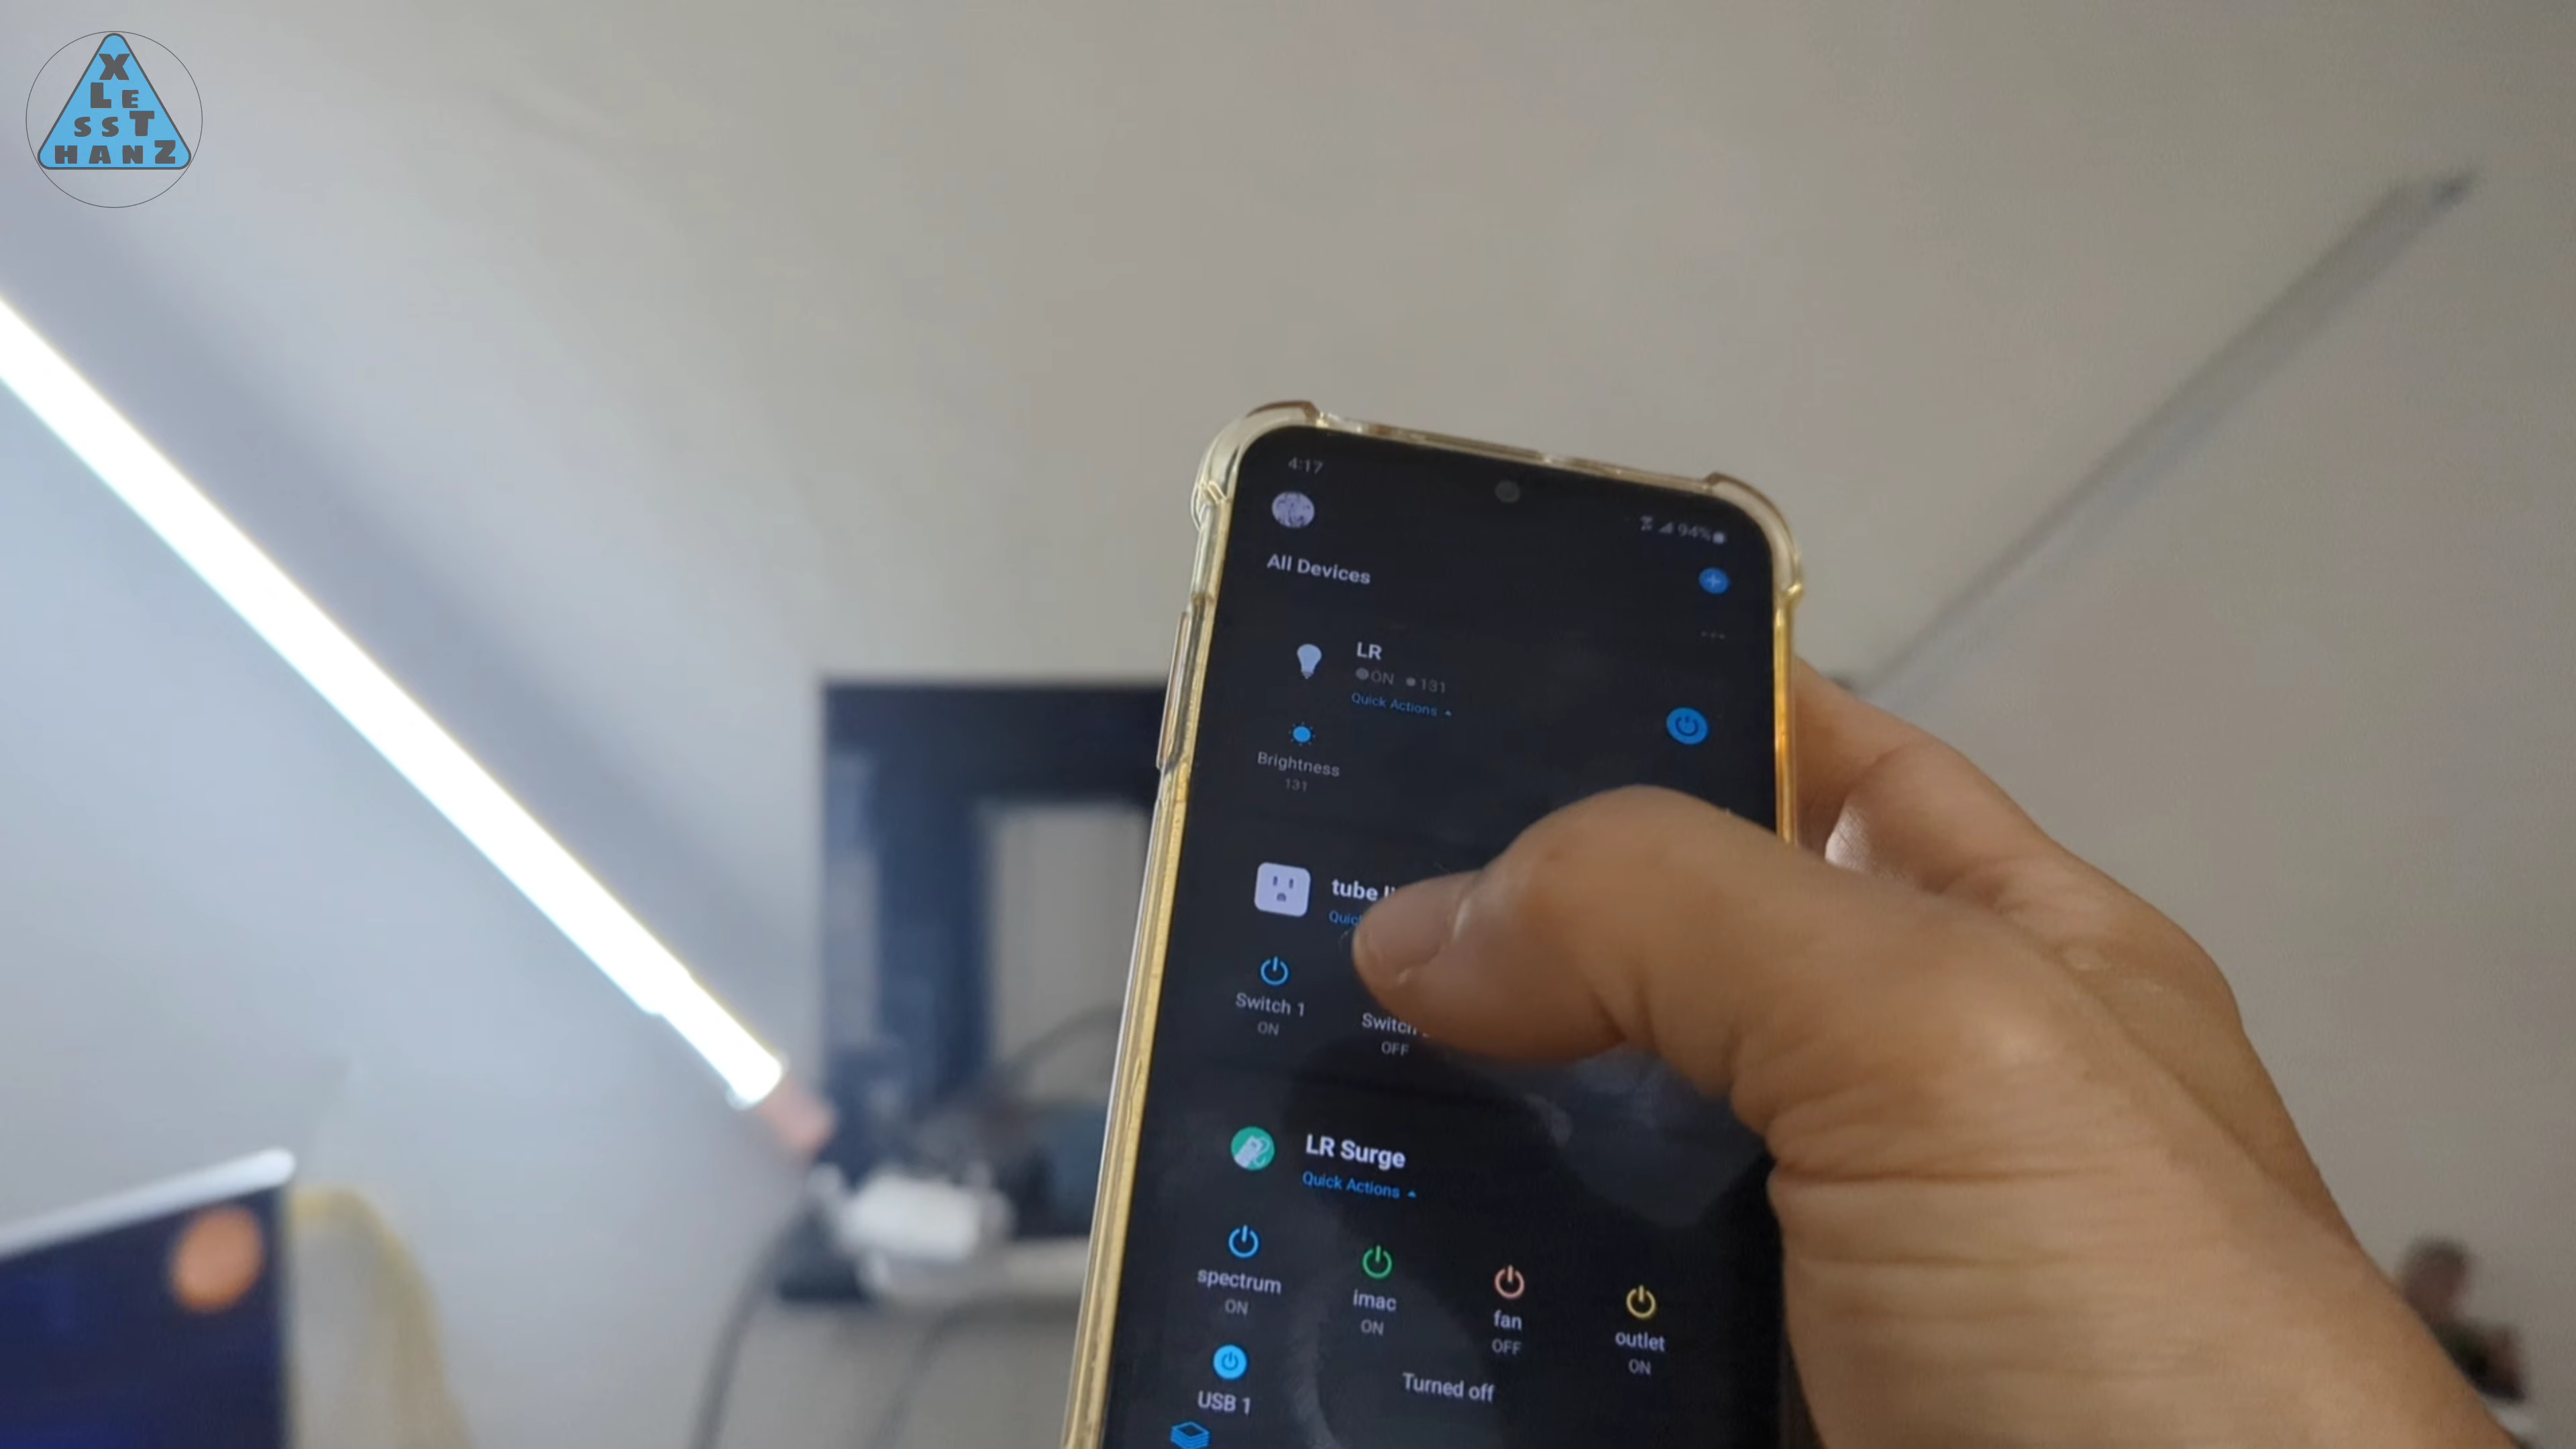 X
LE
SST
HANZ
4:17
94%
All Devices
LR
ON 131
Quick Actions
Brightness
131
tube
Switch 1
ON
Switch
OFF
LR Surge
Quick Actions
spectrum
ON
imac
ON
fan
OFF
outlet
ON
USB 1
Turned off